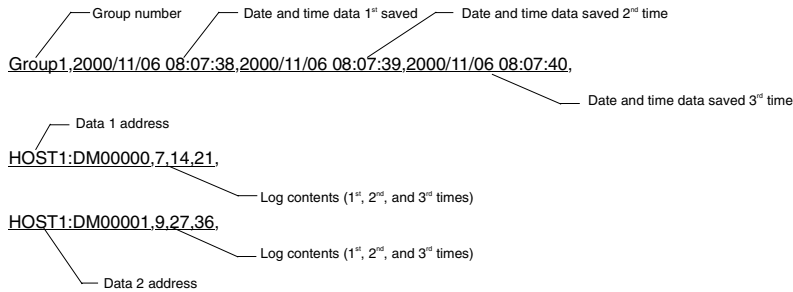 Group number
Date and time data 1st saved
Date and time data saved 2nd time
Group1,2000/11/06 08:07:38,2000/11/06 08:07:39,2000/11/06 08:07:40,
Date and time data saved 3rd time
Data 1 address
HOST1:DM00000,7,14,21,
Log contents (1st, 2nd, and 3rd times)
HOST1:DM00001,9,27,36,
Log contents (1st, 2nd, and 3rd times)
Data 2 address